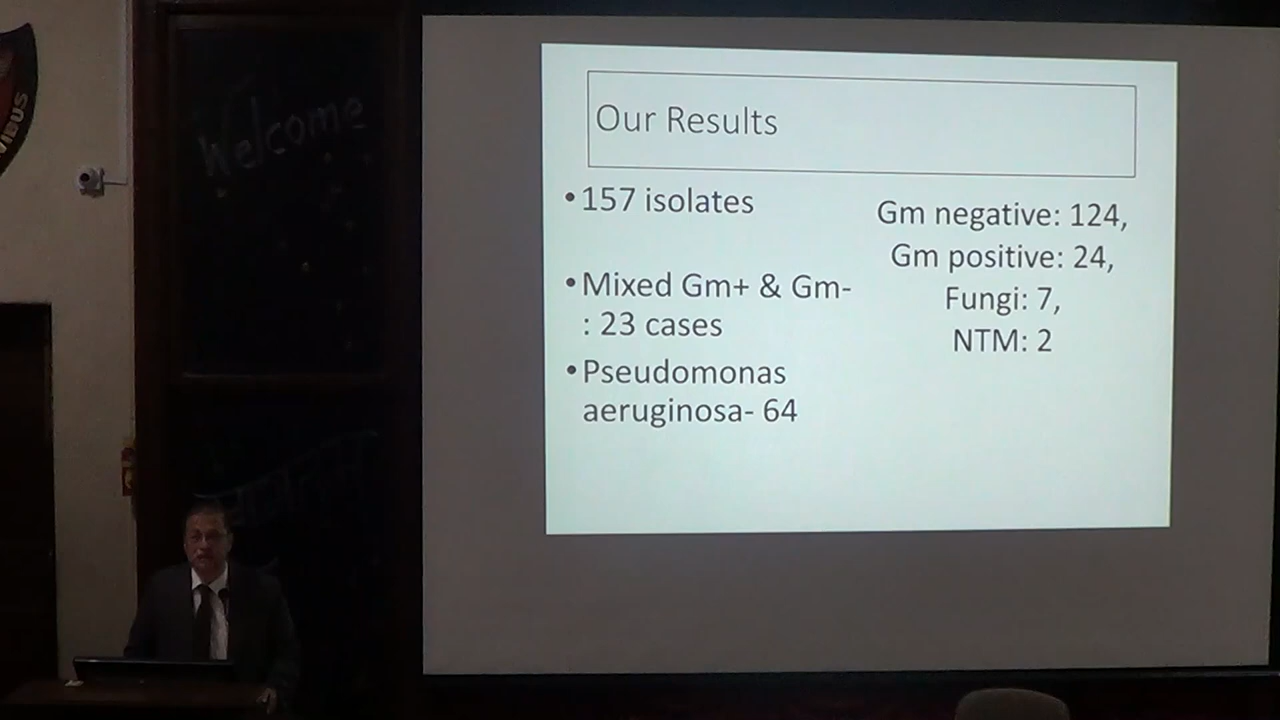 VIBUS
Welcome
Our Results
•157 isolates
•Mixed Gm+ & Gm-
: 23 cases
•Pseudomonas
aeruginosa- 64
Gm negative: 124,
Gm positive: 24,
Fungi: 7,
NTM: 2